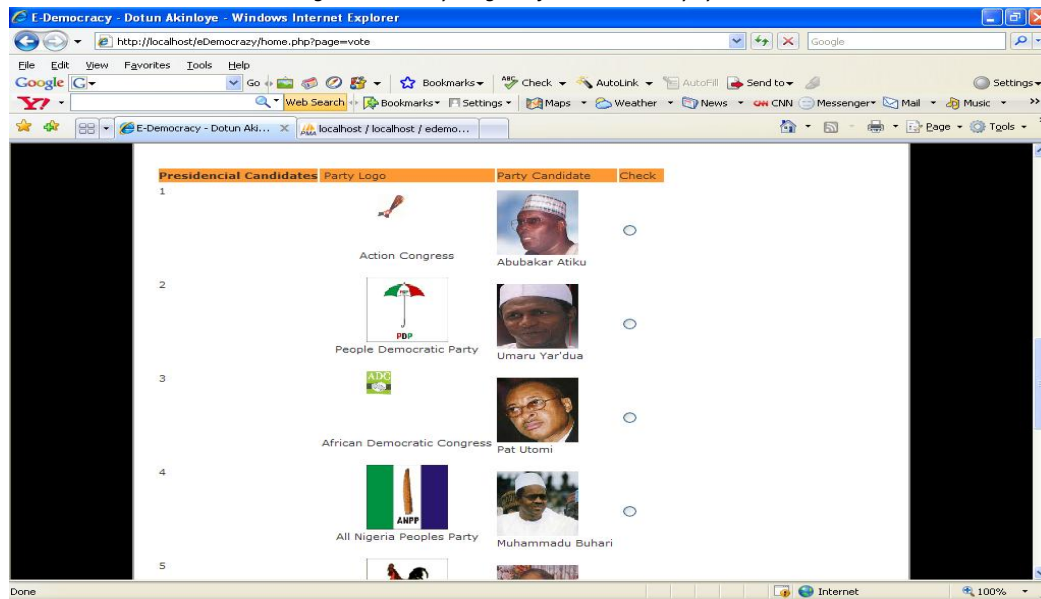 E-Democracy - Dotun Akinloye - Windows Internet Explorer
http://localhost/eDemocrazy/home.php?page=vote
Google
File Edit View Favorites Tools Help
Google G Go Bookmarks Check AutoLink AutoFill Send to Settings
Y! Web Search Bookmarks Settings Maps Weather News CNN Messenger Mail Music »
E-Democracy - Dotun Aki... X localhost / localhost / edemo... Page Tools
Presidencial Candidates Party Logo Party Candidate Check
1
Action Congress
Abubakar Atiku
2
PDP
PDP
People Democratic Party
Umaru Yar'dua
3
ADC
African Democratic Congress
Pat Utomi
4
ANPP
All Nigeria Peoples Party
Muhammadu Buhari
5
Done Internet 100%